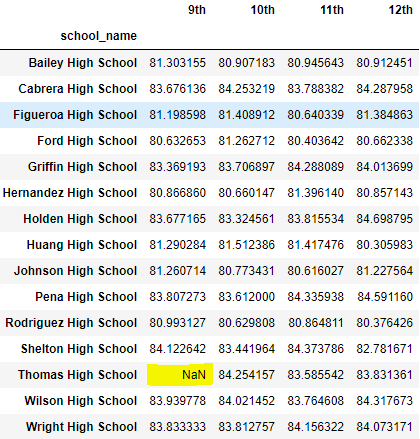 9th 10th 11th 12th
school_name
Bailey High School 81.303155 80.907183 80.945643 80.912451
Cabrera High School 83.676136 84.253219 83.788382 84.287958
Figueroa High School 81.198598 81.408912 80.640339 81.384863
Ford High School 80.632653 81.262712 80.403642 80.662338
Griffin High School 83.369193 83.706897 84.288089 84.013699
Hernandez High School 80.866860 80.660147 81.396140 80.857143
Holden High School 83.677165 83.324561 83.815534 84.698795
Huang High School 81.290284 81.512386 81.417476 80.305983
Johnson High School 81.260714 80.773431 80.616027 81.227564
Pena High School 83.807273 83.612000 84.335938 84.591160
Rodriguez High School 80.993127 80.629808 80.864811 80.376426
Shelton High School 84.122642 83.441964 84.373786 82.781671
Thomas High School NaN 84.254157 83.585542 83.831361
Wilson High School 83.939778 84.021452 83.764608 84.317673
Wright High School 83.833333 83.812757 84.156322 84.073171